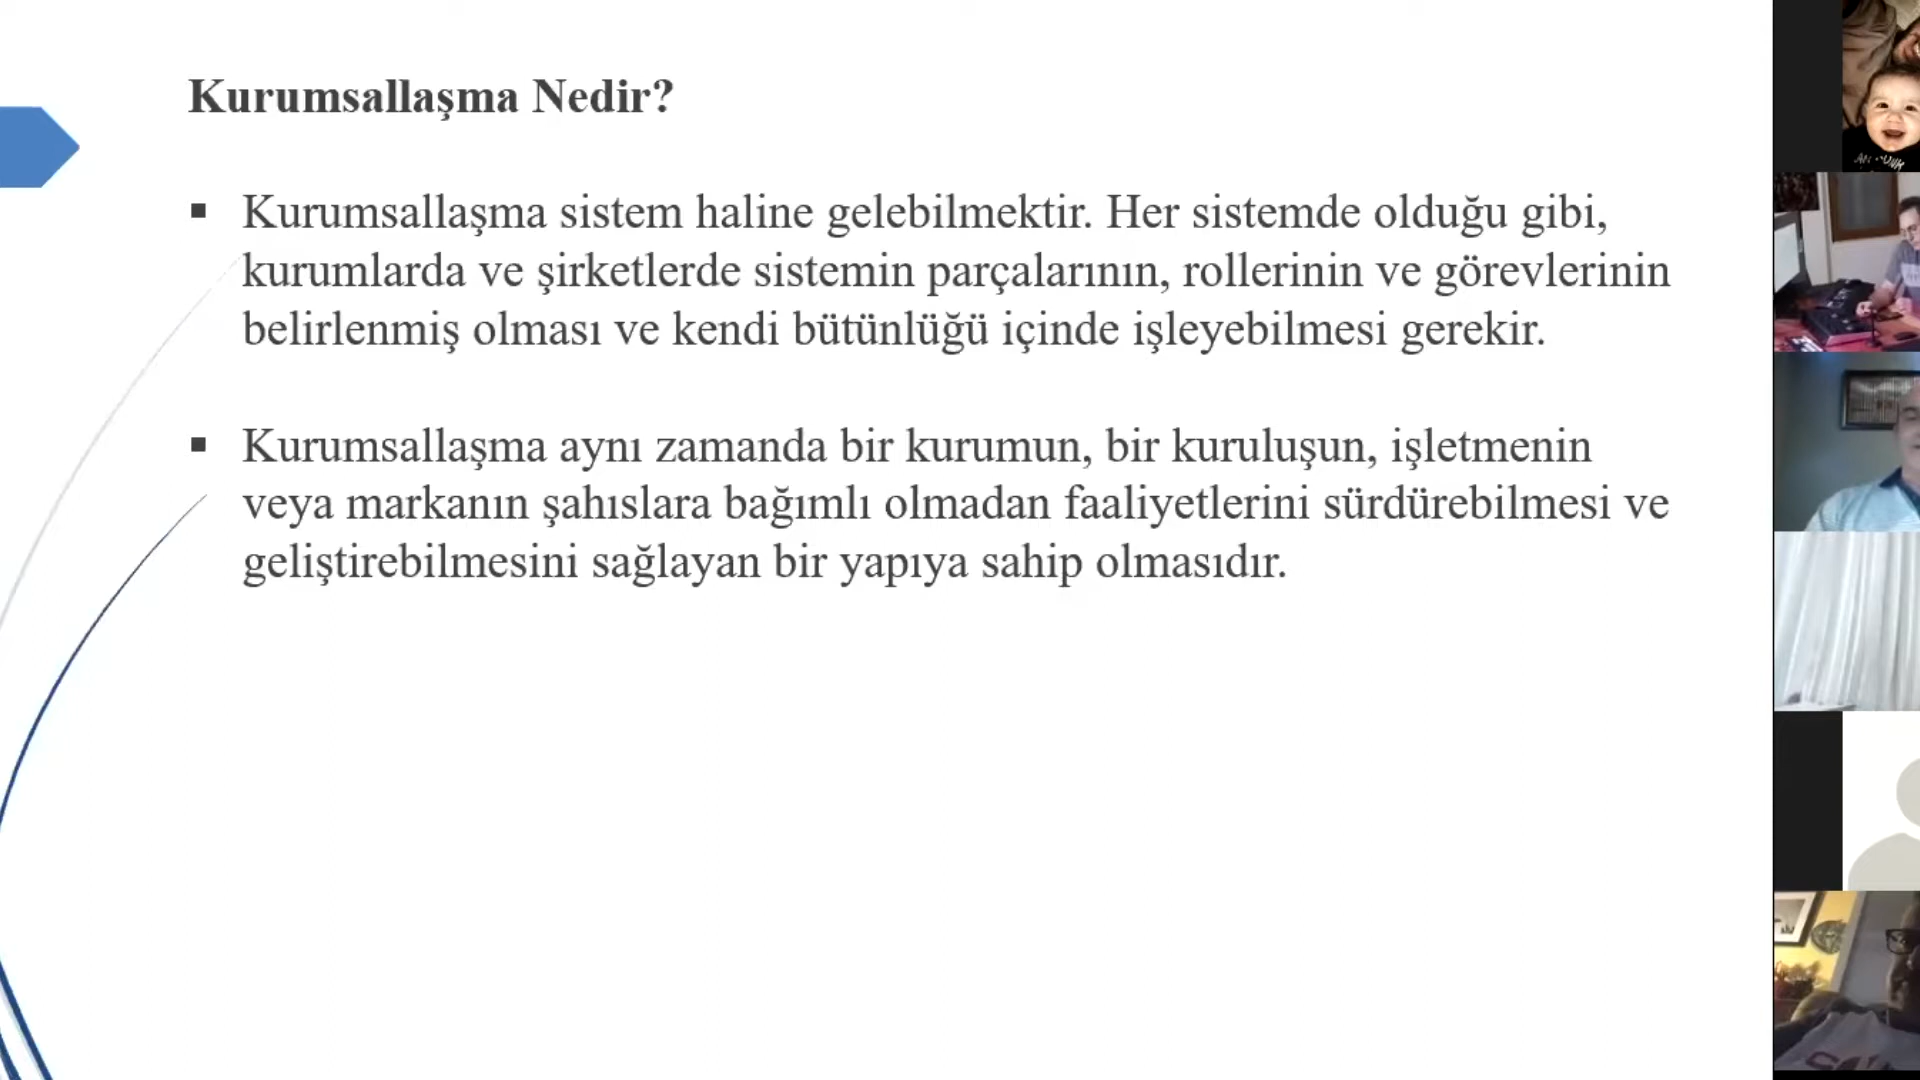 Kurumsallaşma Nedir?
▪ Kurumsallaşma sistem haline gelebilmektir. Her sistemde olduğu gibi,
kurumlarda ve şirketlerde sistemin parçalarının, rollerinin ve görevlerinin
belirlenmiş olması ve kendi bütünlüğü içinde işleyebilmesi gerekir.
▪ Kurumsallaşma aynı zamanda bir kurumun, bir kuruluşun, işletmenin
veya markanın şahıslara bağımlı olmadan faaliyetlerini sürdürebilmesi ve
geliştirebilmesini sağlayan bir yapıya sahip olmasıdır.